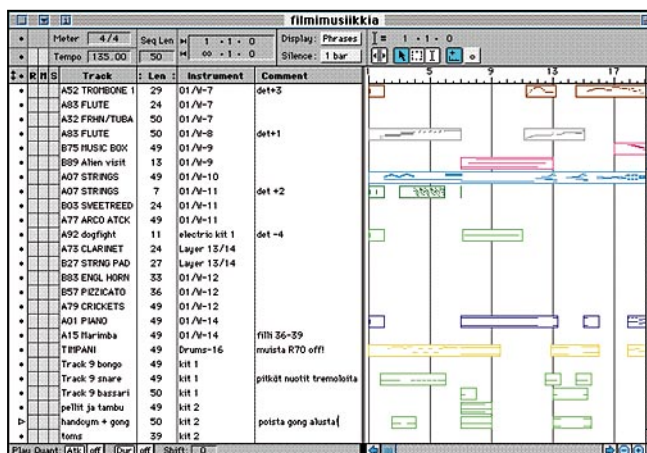 filmimusiikkia
Meter 4/4 Seq Len 1 · 1 · 0 Display: Phrases 1 · 1 · 0
Tempo 135.00 50 ∞ · 1 · 0 Silence: 1 bar
R M S Track Len Instrument Comment 1 5 9 13 17
A52 TROMBONE 1 29 01/W-7 det+3
A83 FLUTE 24 01/W-7
A32 FRHN/TUBA 50 01/W-7
A83 FLUTE 50 01/W-8 det+1
B75 MUSIC BOX 49 01/W-9
B89 Alien visit 13 01/W-9
A07 STRINGS 49 01/W-10
A07 STRINGS 7 01/W-11 det +2
B03 SWEETREED 24 01/W-11
A77 ARCO ATCK 49 01/W-11
A92 dogfight 11 electric kit 1 det -4
A73 CLARINET 24 Layer 13/14
B27 STRNG PAD 27 Layer 13/14
B83 ENGL HORN 33 01/W-12
B57 PIZZICATO 36 01/W-12
A79 CRICKETS 49 01/W-12
A01 PIANO 49 01/W-14
A15 Marimba 49 01/W-14 filli 36-39
TIMPANI 49 Drums-16 muista R70 off!
Track 9 bongo 49 kit 1
Track 9 snare 49 kit 1 pitkät nuotit tremoloita
Track 9 bassari 50 kit 1
pellit ja tambu 49 kit 2
handcym + gong 50 kit 2 poista gong alusta!
toms 39 kit 2
Play Quant: Atk off Dur off Shift: 0